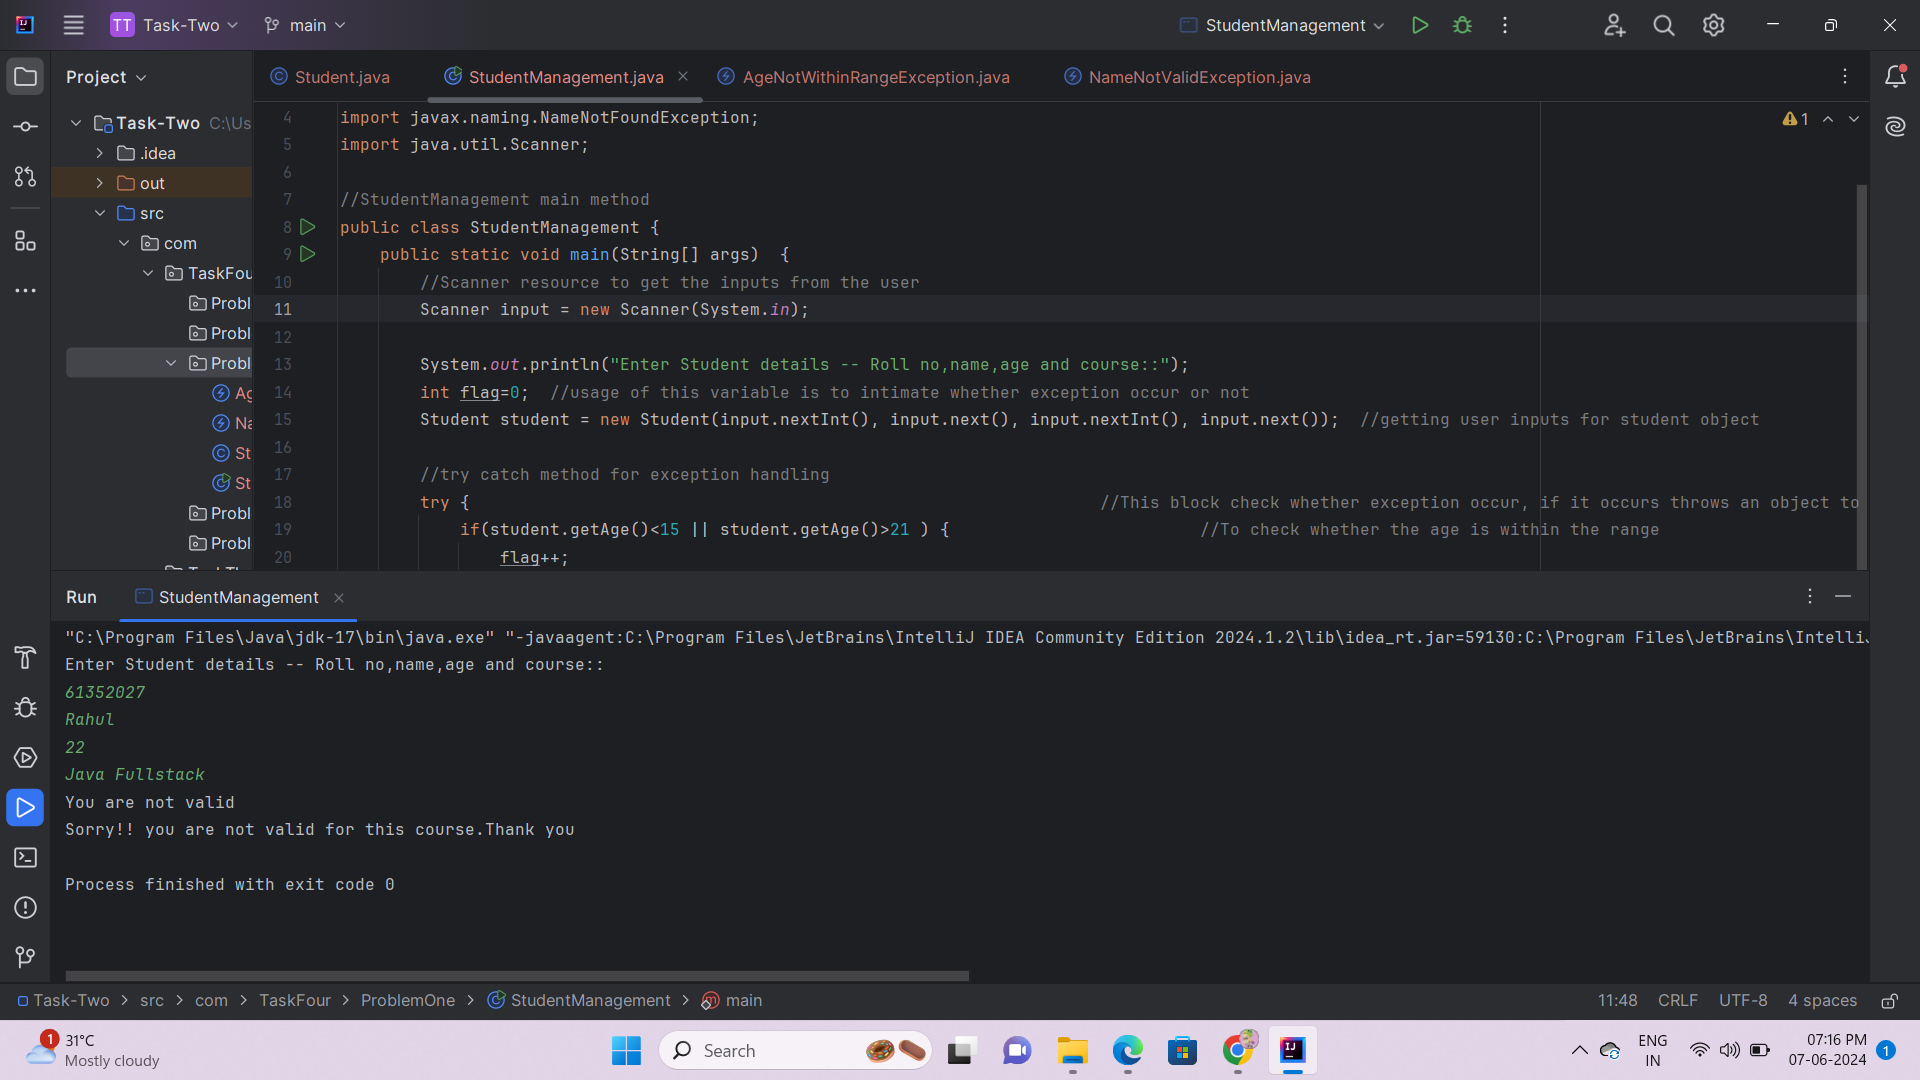 TT Task-Two main StudentManagement
Project
Student.java StudentManagement.java AgeNotWithinRangeException.java NameNotValidException.java
Task-Two C:\Us
.idea
out
src
com
TaskFou
Probl
Probl
Probl
Ag
Na
St
St
Probl
Probl
1
4 import javax.naming.NameNotFoundException;
5 import java.util.Scanner;
6
7 //StudentManagement main method
8 public class StudentManagement {
9 public static void main(String[] args)  {
10 //Scanner resource to get the inputs from the user
11 Scanner input = new Scanner(System.in);
12
13 System.out.println("Enter Student details -- Roll no,name,age and course::");
14 int flag=0;  //usage of this variable is to intimate whether exception occur or not
15 Student student = new Student(input.nextInt(), input.next(), input.nextInt(), input.next());  //getting user inputs for student object
16
17 //try catch method for exception handling
18 try { //This block check whether exception occur, if it occurs throws an object to
19 if(student.getAge()<15 || student.getAge()>21 ) { //To check whether the age is within the range
20 flag++;
Run StudentManagement
"C:\Program Files\Java\jdk-17\bin\java.exe" "-javaagent:C:\Program Files\JetBrains\IntelliJ IDEA Community Edition 2024.1.2\lib\idea_rt.jar=59130:C:\Program Files\JetBrains\IntelliJ
Enter Student details -- Roll no,name,age and course::
61352027
Rahul
22
Java Fullstack
You are not valid
Sorry!! you are not valid for this course.Thank you
Process finished with exit code 0
Task-Two > src > com > TaskFour > ProblemOne > StudentManagement > main 11:48 CRLF UTF-8 4 spaces
1 31°C
Mostly cloudy
Search
ENG
IN
07:16 PM
07-06-2024
1